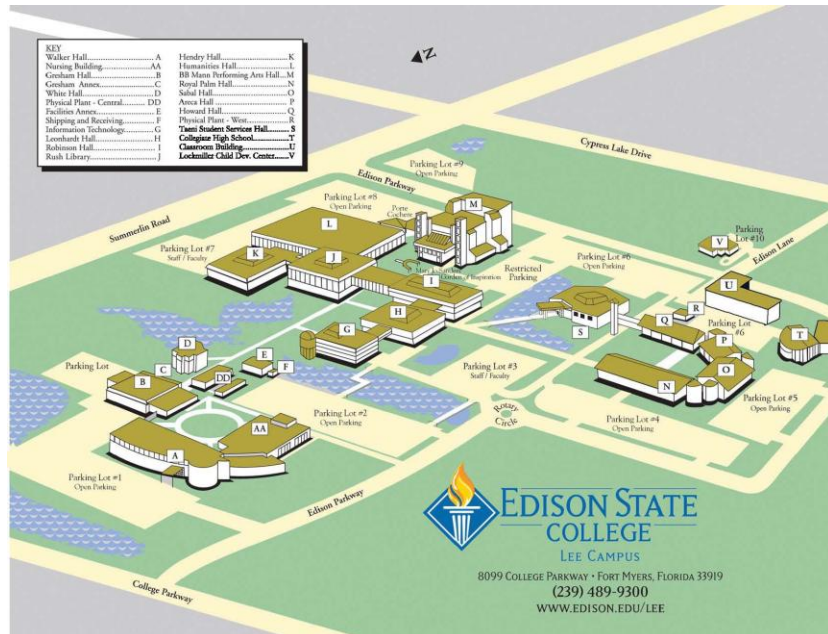 KEY
Walker Hall A
Nursing Building AA
Gresham Hall B
Gresham Annex C
White Hall D
Physical Plant - Central DD
Facilities Annex E
Shipping and Receiving F
Information Technology G
Leonhardt Hall H
Robinson Hall I
Rush Library J
Hendry Hall K
Humanities Hall L
BB Mann Performing Arts Hall M
Royal Palm Hall N
Sabal Hall O
Areca Hall P
Howard Hall Q
Physical Plant - West R
Taeni Student Services Hall S
Collegiate High School T
Classroom Building U
Lockmiller Child Dev. Center V
N
Cypress Lake Drive
Parking Lot #9
Open Parking
Edison Parkway
Summerlin Road
Parking Lot #8
Open Parking
Porte
Cochere
M
L
Parking Lot #7
Staff / Faculty
K
J
I
Restricted
Parking
Parking Lot #6
Open Parking
V
Parking
Lot #10
Edison Lane
U
R
Q
Parking Lot
#6
P
T
S
H
G
D
C
E
F
DD
B
Parking Lot
Parking Lot #3
Staff / Faculty
O
N
Parking Lot #5
Open Parking
Rotary
Circle
Parking Lot #4
Open Parking
Parking Lot #2
Open Parking
AA
A
Parking Lot #1
Open Parking
Edison Parkway
College Parkway
EDISON STATE
COLLEGE
LEE CAMPUS
8099 COLLEGE PARKWAY • FORT MYERS, FLORIDA 33919
(239) 489-9300
WWW.EDISON.EDU/LEE